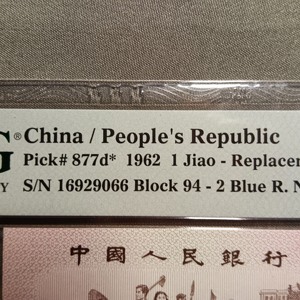 G® China / People's Republic
Pick# 877d* 1962 1 Jiao - Replacem
Y S/N 16929066 Block 94 - 2 Blue R. N
中國人民銀行